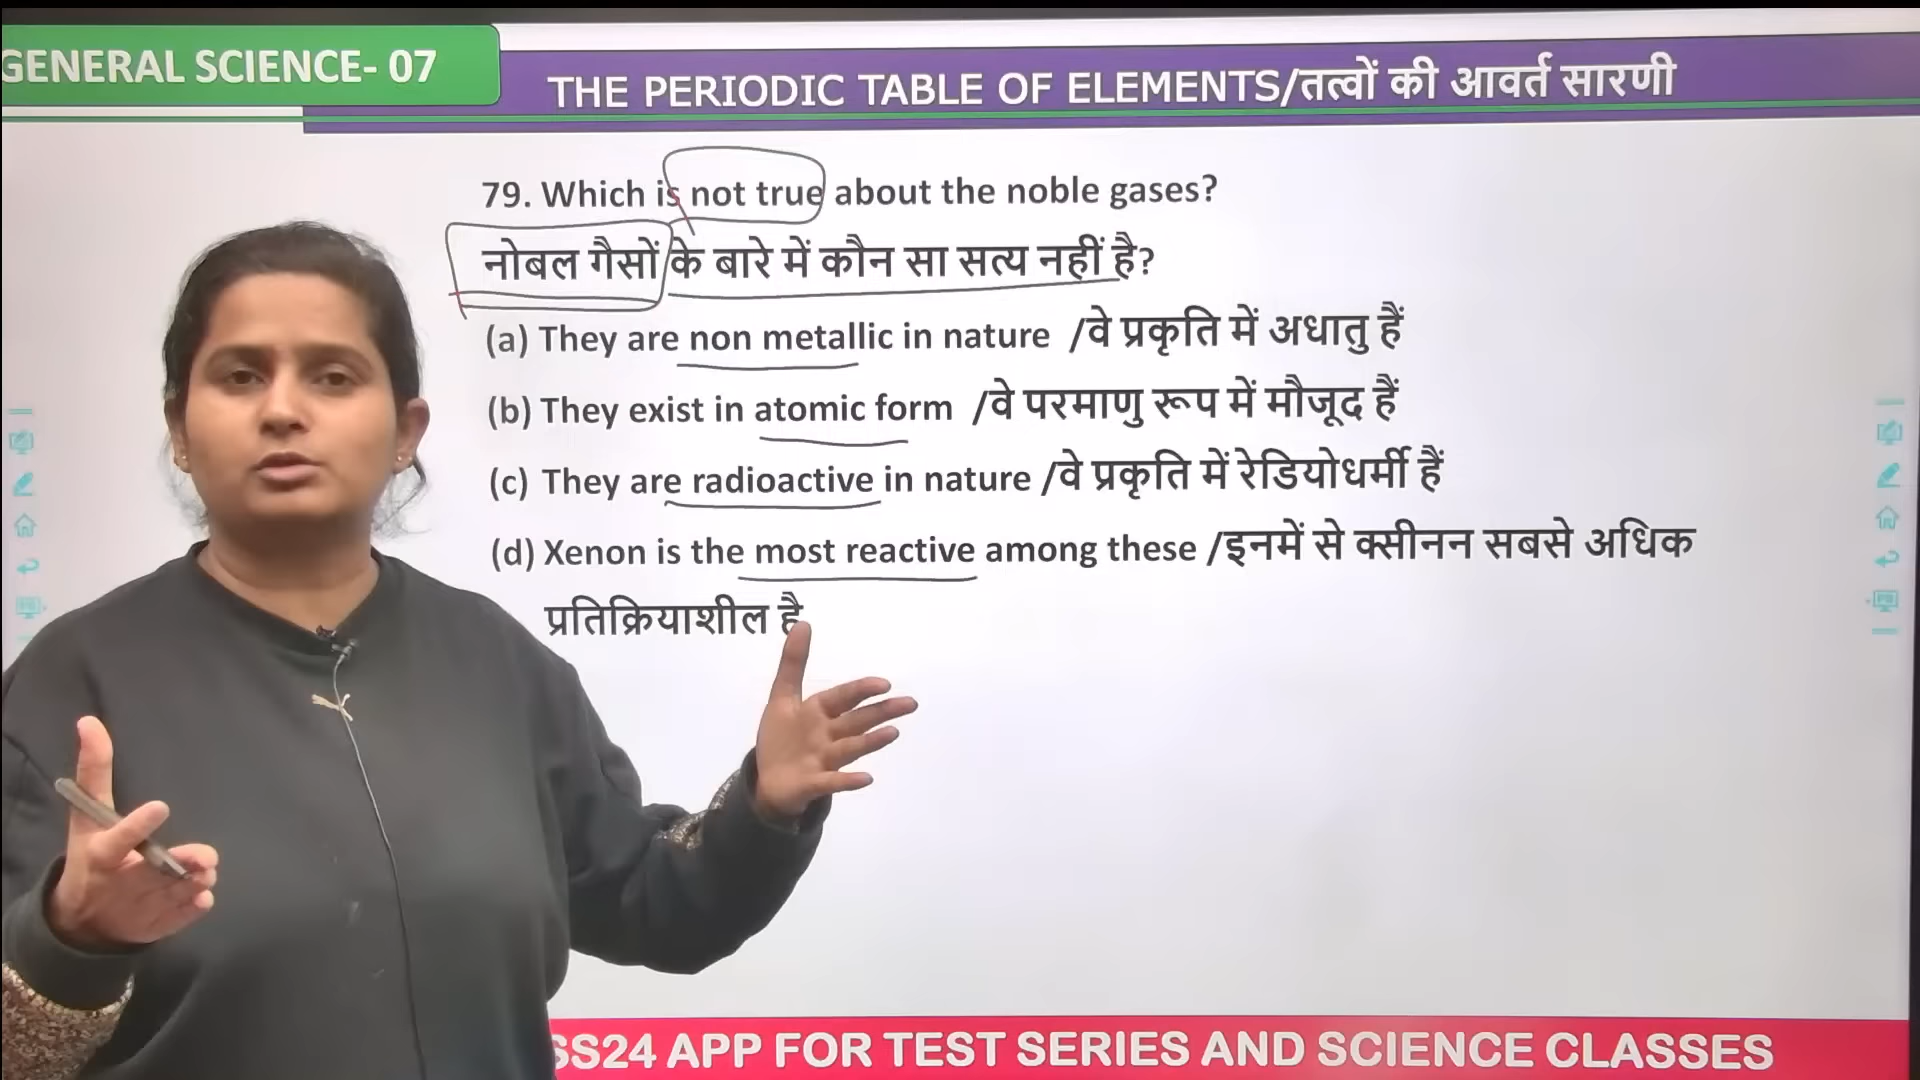 GENERAL SCIENCE- 07
THE PERIODIC TABLE OF ELEMENTS/तत्वों की आवर्त सारणी
79. Which is not true about the noble gases?
नोबल गैसों के बारे में कौन सा सत्य नहीं है?
(a) They are non metallic in nature /वे प्रकृति में अधातु हैं
(b) They exist in atomic form /वे परमाणु रूप में मौजूद हैं
(c) They are radioactive in nature /वे प्रकृति में रेडियोधर्मी हैं
(d) Xenon is the most reactive among these /इनमें से क्सीनन सबसे अधिक
प्रतिक्रियाशील है
SS24 APP FOR TEST SERIES AND SCIENCE CLASSES